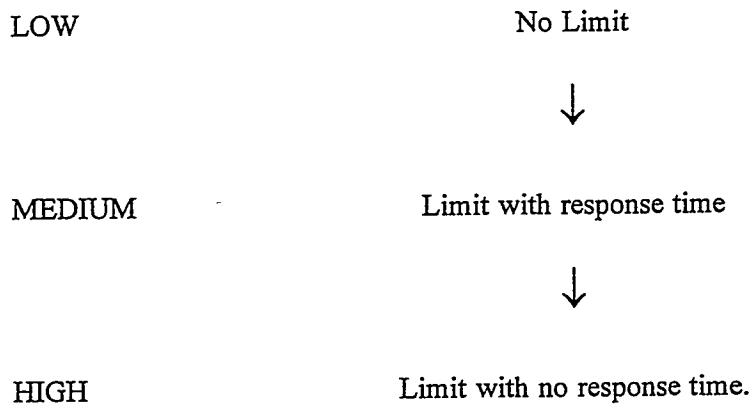 LOW No Limit
↓
MEDIUM Limit with response time
↓
HIGH Limit with no response time.